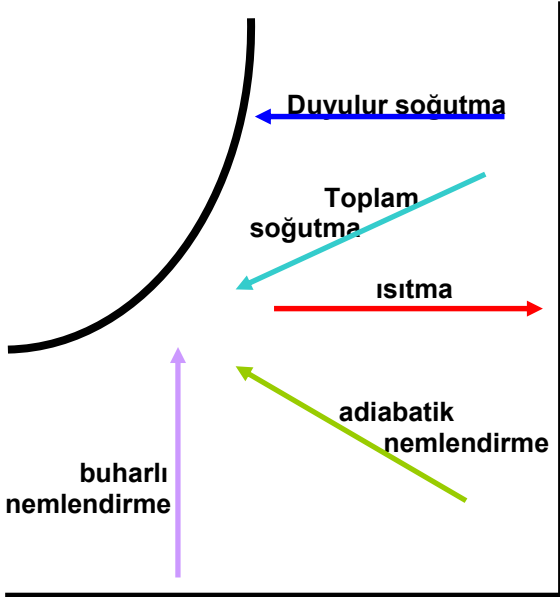 Duyulur soğutma
Toplam
soğutma
ısıtma
adiabatik
nemlendirme
buharlı
nemlendirme